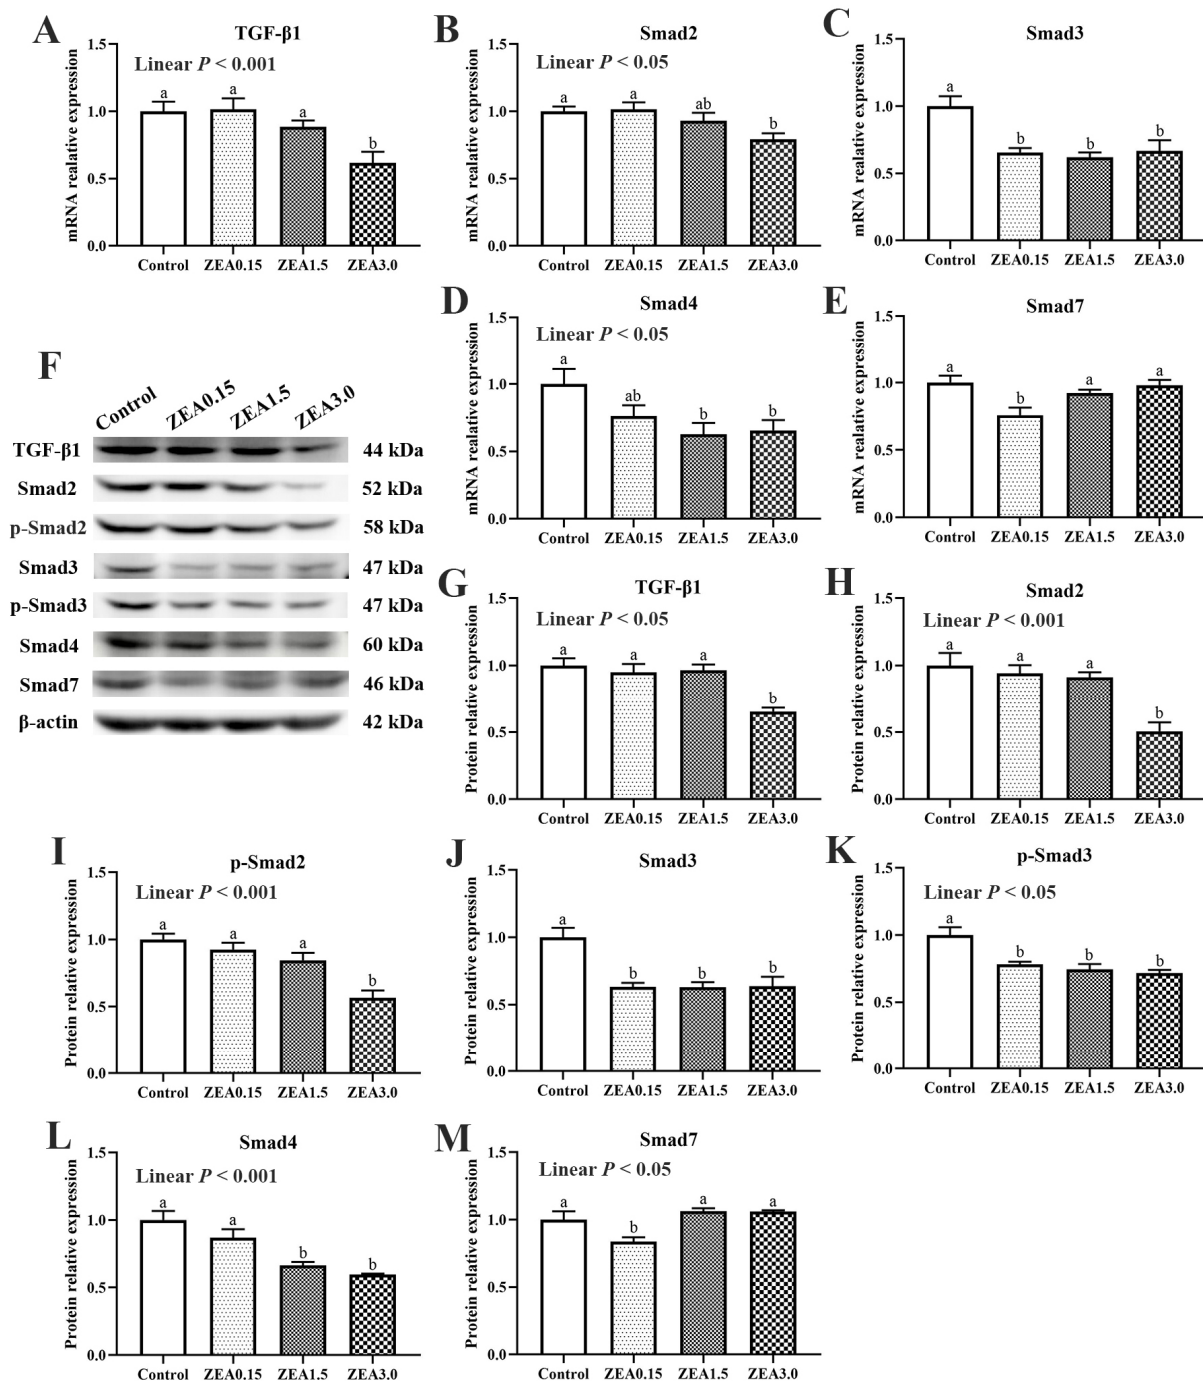 A
TGF-β1
Linear P < 0.001
mRNA realative expression
1.5
1.0
0.5
0.0
a
a
a
b
Control
ZEA0.15
ZEA1.5
ZEA3.0
B
Smad2
Linear P < 0.05
mRNA realative expression
1.5
1.0
0.5
0.0
a
a
ab
b
Control
ZEA0.15
ZEA1.5
ZEA3.0
C
Smad3
mRNA realative expression
1.5
1.0
0.5
0.0
a
b
b
b
Control
ZEA0.15
ZEA1.5
ZEA3.0
D
Smad4
Linear P < 0.05
mRNA realative expression
1.5
1.0
0.5
0.0
a
ab
b
b
Control
ZEA0.15
ZEA1.5
ZEA3.0
E
Smad7
mRNA realative expression
1.5
1.0
0.5
0.0
a
b
a
a
Control
ZEA0.15
ZEA1.5
ZEA3.0
F
Control
ZEA0.15
ZEA1.5
ZEA3.0
TGF-β1 44 kDa
Smad2 52 kDa
p-Smad2 58 kDa
Smad3 47 kDa
p-Smad3 47 kDa
Smad4 60 kDa
Smad7 46 kDa
β-actin 42 kDa
G
TGF-β1
Linear P < 0.05
Protein relative expression
1.5
1.0
0.5
0.0
a
a
a
b
Control
ZEA0.15
ZEA1.5
ZEA3.0
H
Smad2
Linear P < 0.001
Protein relative expression
1.5
1.0
0.5
0.0
a
a
a
b
Control
ZEA0.15
ZEA1.5
ZEA3.0
I
p-Smad2
Linear P < 0.001
Protein relative expression
1.5
1.0
0.5
0.0
a
a
a
b
Control
ZEA0.15
ZEA1.5
ZEA3.0
J
Smad3
Protein relative expression
1.5
1.0
0.5
0.0
a
b
b
b
Control
ZEA0.15
ZEA1.5
ZEA3.0
K
p-Smad3
Linear P < 0.05
Protein relative expression
1.5
1.0
0.5
0.0
a
b
b
b
Control
ZEA0.15
ZEA1.5
ZEA3.0
L
Smad4
Linear P < 0.001
Protein relative expression
1.5
1.0
0.5
0.0
a
a
b
b
Control
ZEA0.15
ZEA1.5
ZEA3.0
M
Smad7
Linear P < 0.05
Protein relative expression
1.5
1.0
0.5
0.0
a
b
a
a
Control
ZEA0.15
ZEA1.5
ZEA3.0